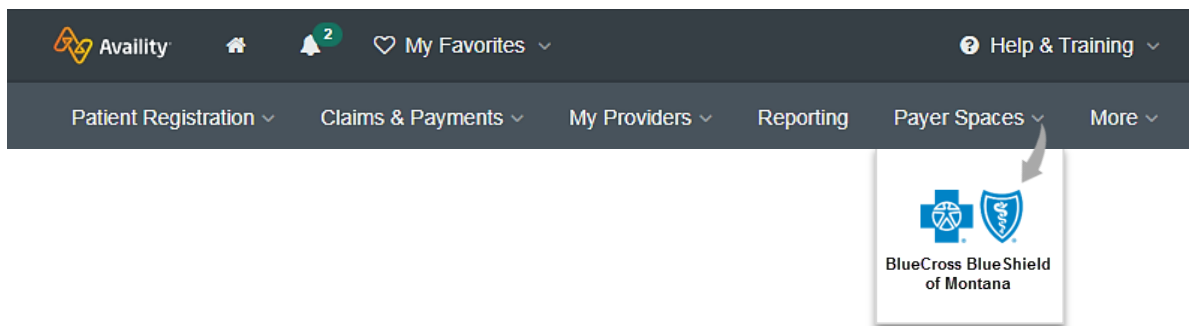 Availity 2 My Favorites Help & Training
Patient Registration Claims & Payments My Providers Reporting Payer Spaces More
BlueCross BlueShield
of Montana